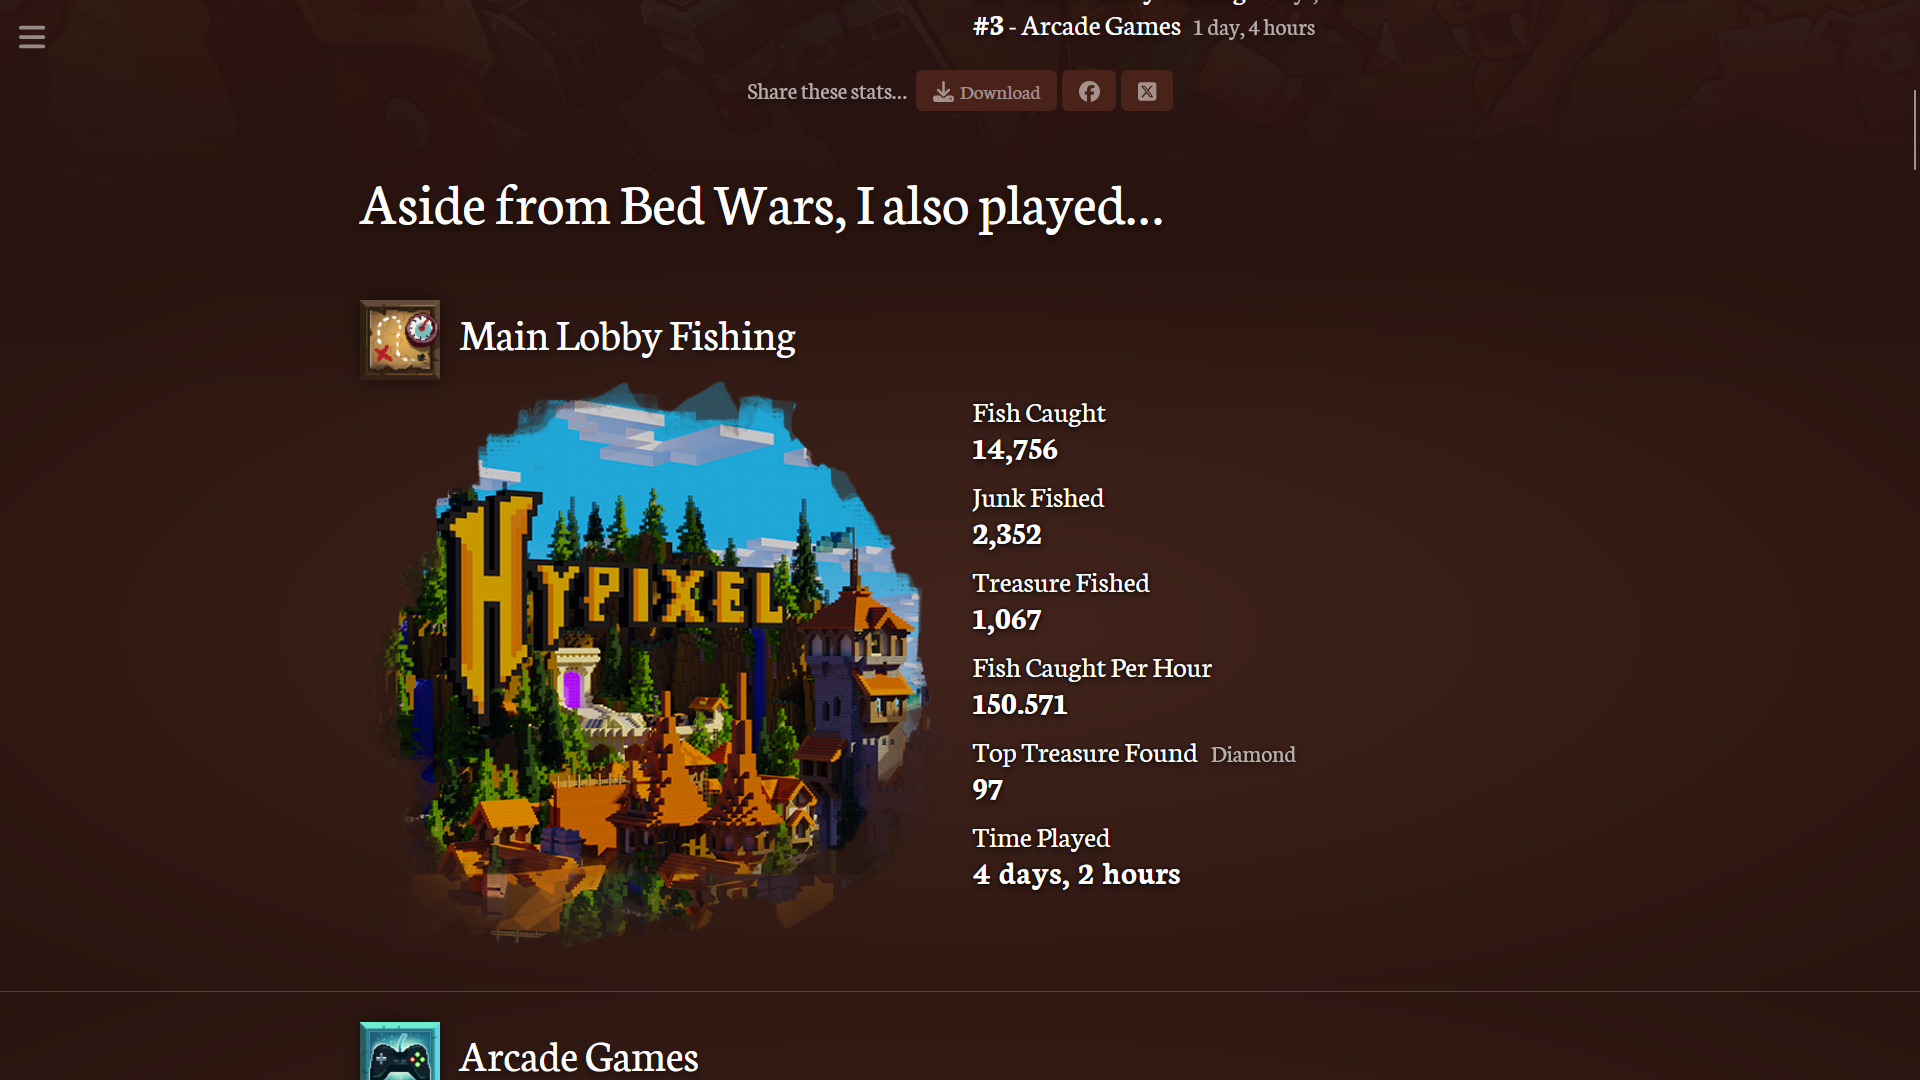 #3 - Arcade Games 1 day, 4 hours
Share these stats... Download
Aside from Bed Wars, I also played...
Main Lobby Fishing
HYPIXEL
Fish Caught
14,756
Junk Fished
2,352
Treasure Fished
1,067
Fish Caught Per Hour
150.571
Top Treasure Found Diamond
97
Time Played
4 days, 2 hours
Arcade Games